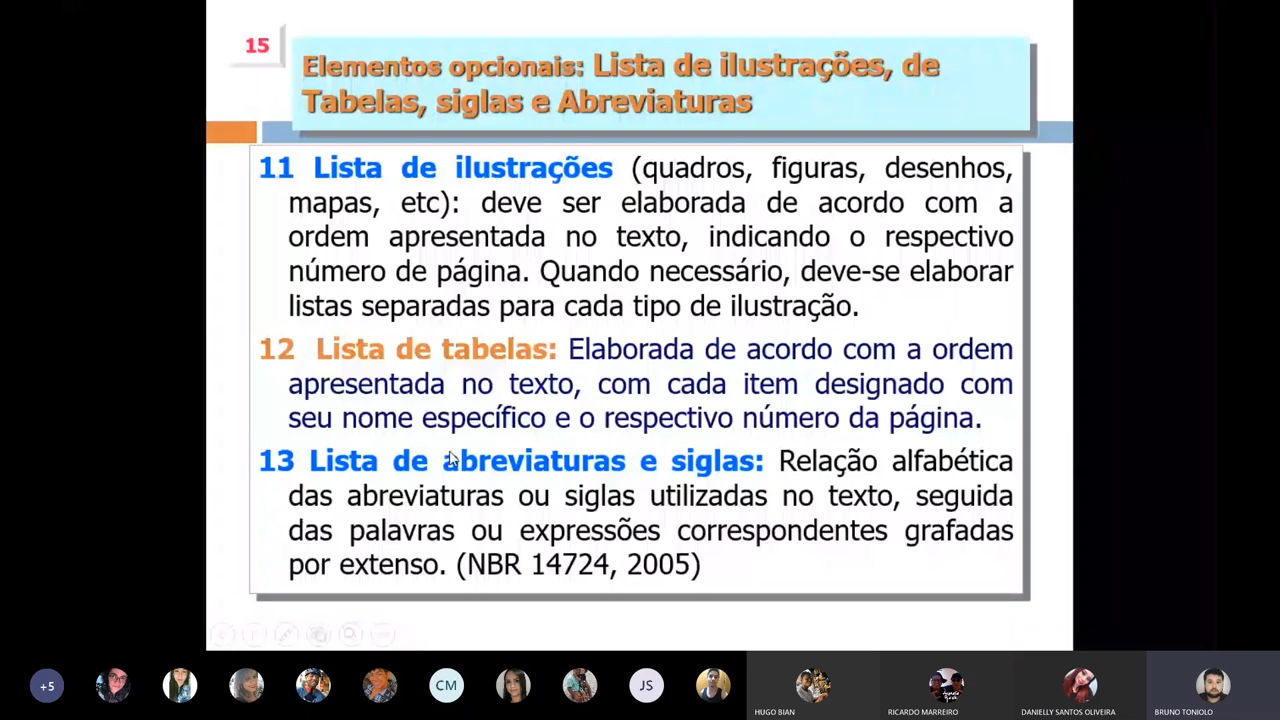 15
Elementos opcionais: Lista de ilustrações, de
Tabelas, siglas e Abreviaturas
11 Lista de ilustrações (quadros, figuras, desenhos,
mapas, etc): deve ser elaborada de acordo com a
ordem apresentada no texto, indicando o respectivo
número de página. Quando necessário, deve-se elaborar
listas separadas para cada tipo de ilustração.
12 Lista de tabelas: Elaborada de acordo com a ordem
apresentada no texto, com cada item designado com
seu nome específico e o respectivo número da página.
13 Lista de abreviaturas e siglas: Relação alfabética
das abreviaturas ou siglas utilizadas no texto, seguida
das palavras ou expressões correspondentes grafadas
por extenso. (NBR 14724, 2005)
+5
CM
JS
HUGO BIAN
RICARDO MARREIRO
DANIELLY SANTOS OLIVEIRA
BRUNO TONIOLO